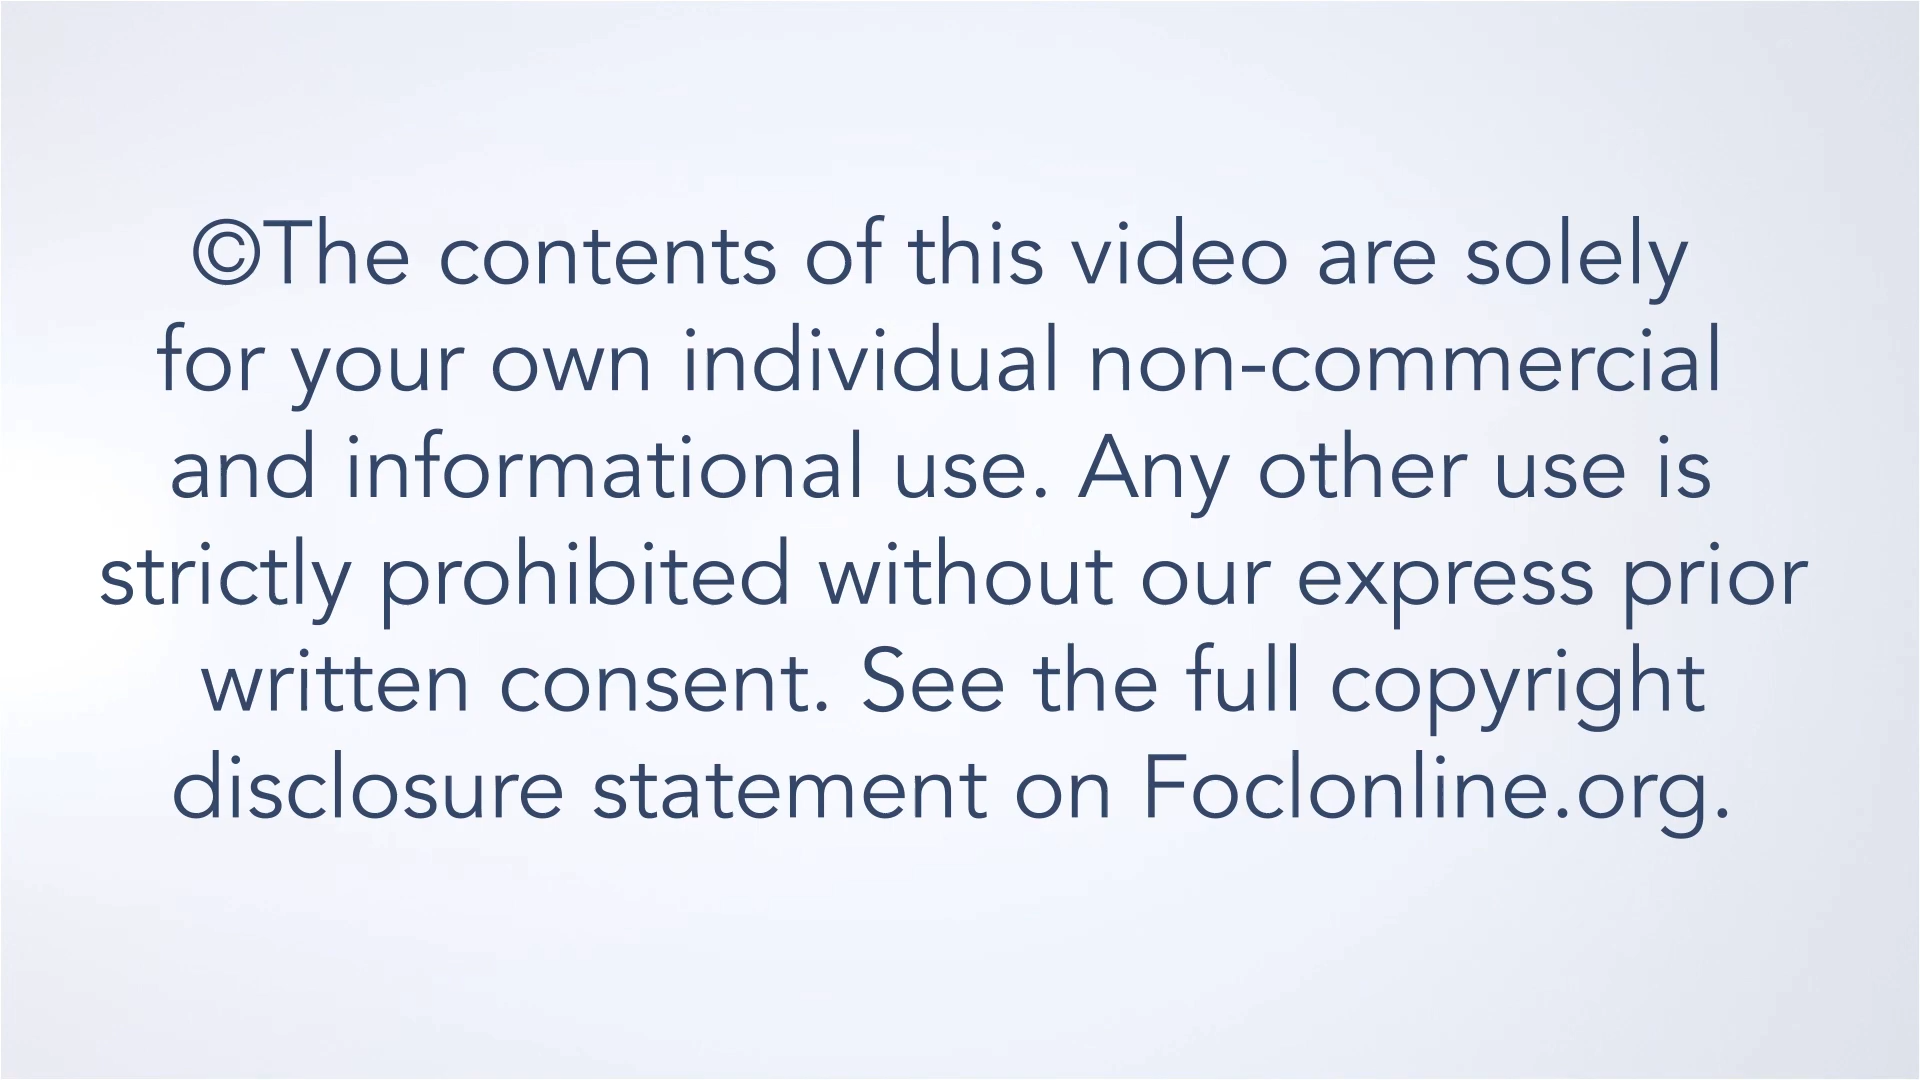 ©The contents of this video are solely
for your own individual non-commercial
and informational use. Any other use is
strictly prohibited without our express prior
written consent. See the full copyright
disclosure statement on Foclonline.org.